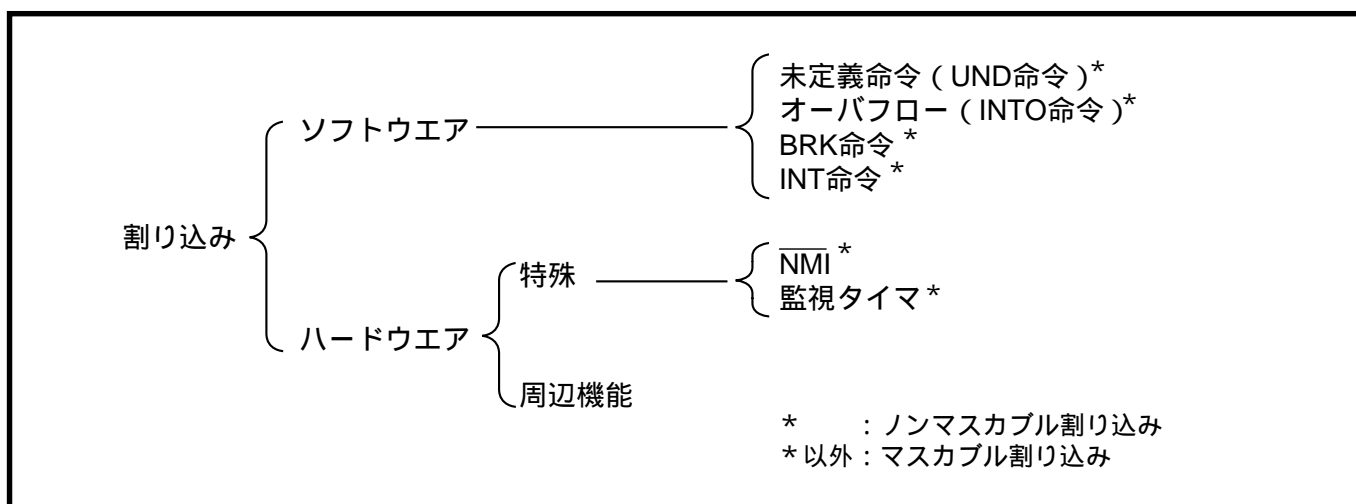 未定義命令（UND命令）*
オーバフロー（INTO命令）*
ソフトウエア
BRK命令 *
INT命令 *
割り込み
特殊
NMI *
監視タイマ *
ハードウエア
周辺機能
* ：ノンマスカブル割り込み
*以外：マスカブル割り込み